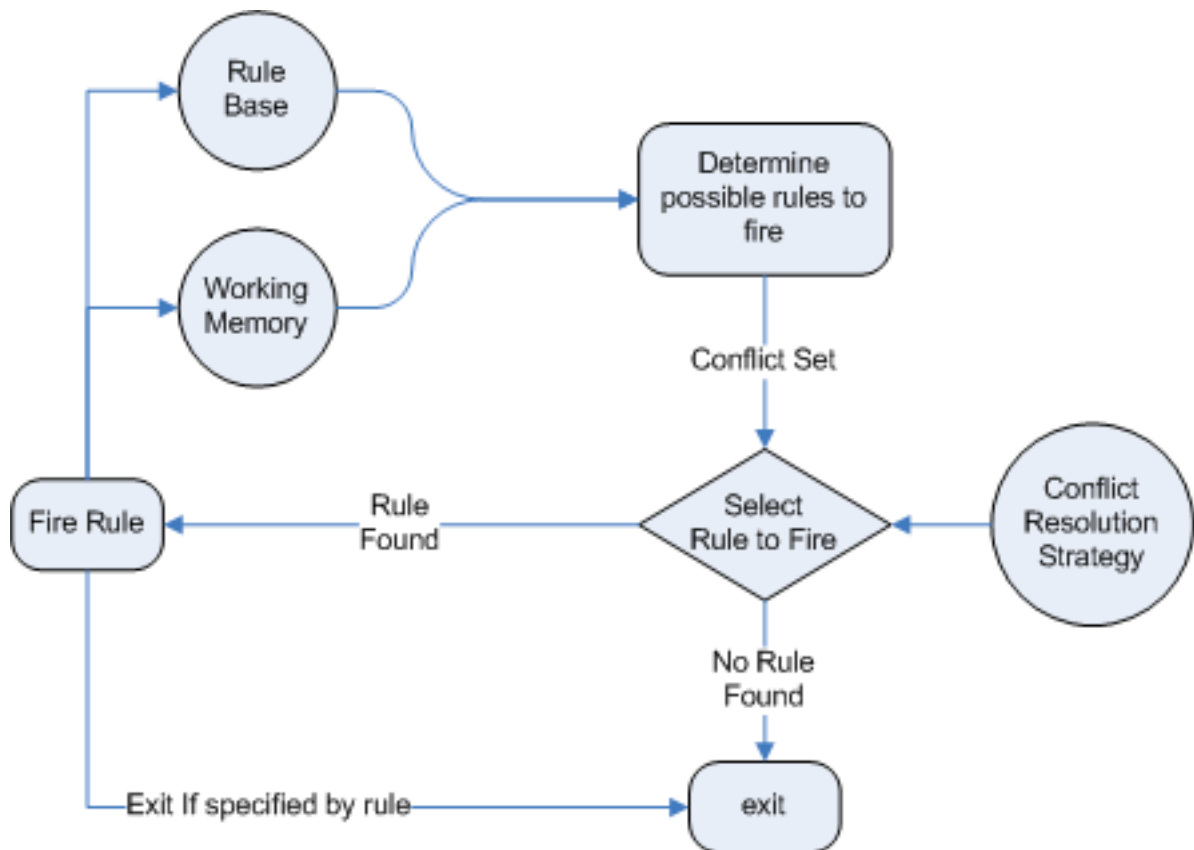 Rule
Base
Determine
possible rules to
fire
Working
Memory
Conflict Set
Conflict
Resolution
Strategy
Select
Rule to Fire
Rule
Found
Fire Rule
No Rule
Found
Exit If specified by rule
exit